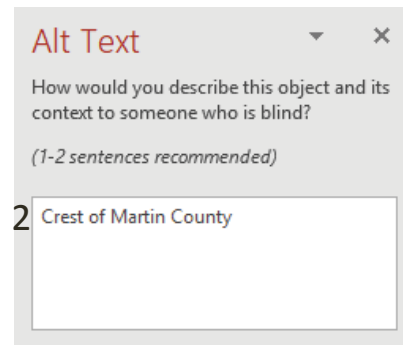 Alt Text
How would you describe this object and its
context to someone who is blind?
(1-2 sentences recommended)
2
Crest of Martin County